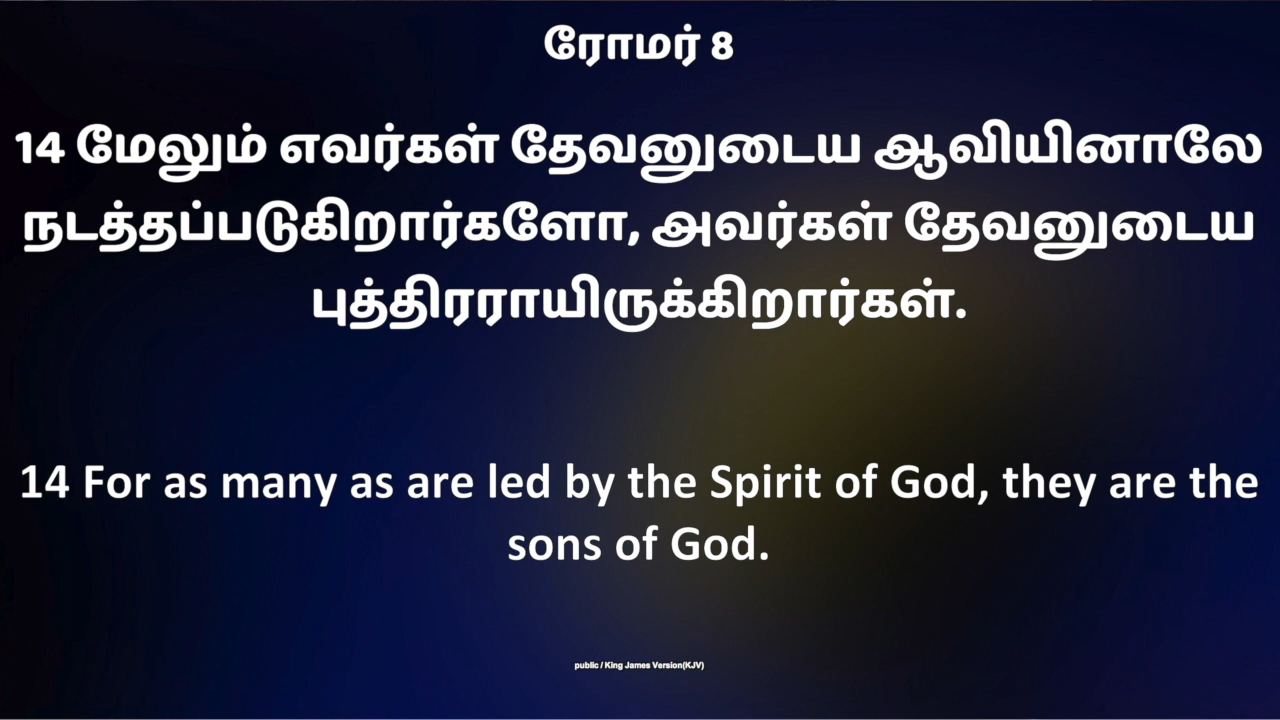 ரோமர் 8
14 மேலும் எவர்கள் தேவனுடைய ஆவியினாலே
நடத்தப்படுகிறார்களோ, அவர்கள் தேவனுடைய
புத்திரராயிருக்கிறார்கள்.
14 For as many as are led by the Spirit of God, they are the
sons of God.
public / King James Version(KJV)